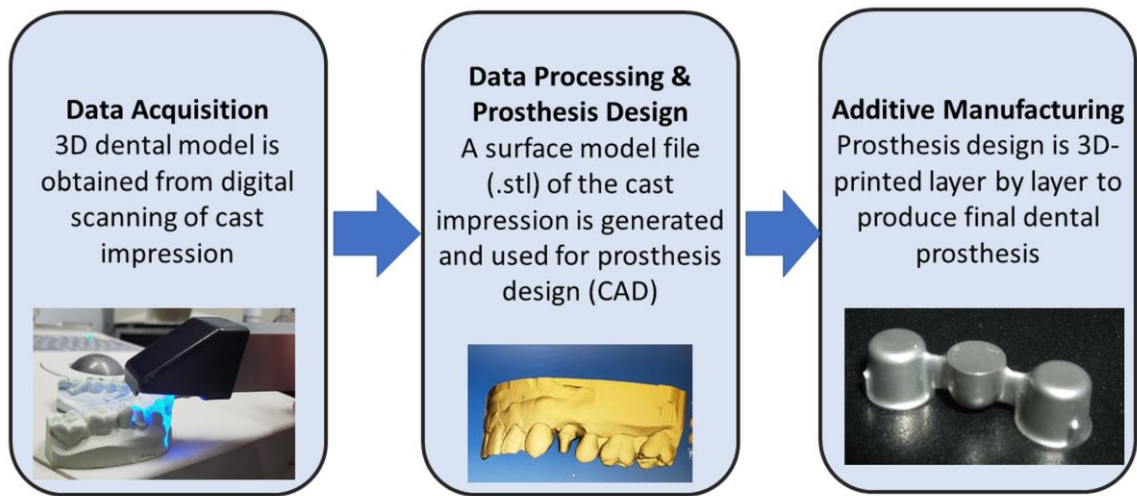 Data Acquisition
3D dental model is
obtained from digital
scanning of cast
impression
Data Processing &
Prosthesis Design
A surface model file
(.stl) of the cast
impression is generated
and used for prosthesis
design (CAD)
Additive Manufacturing
Prosthesis design is 3D-
printed layer by layer to
produce final dental
prosthesis